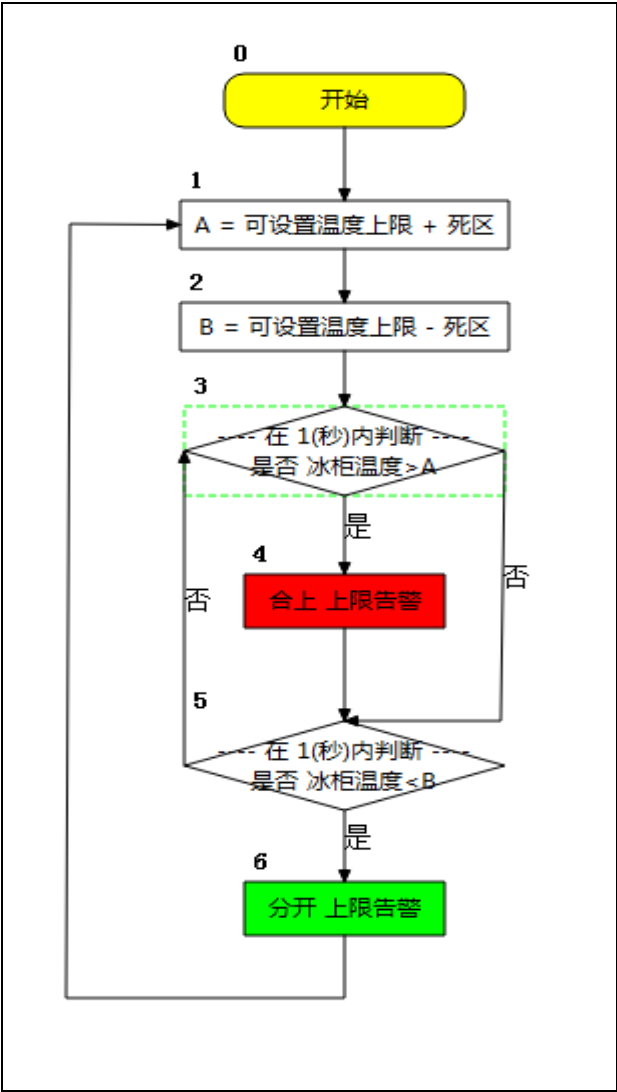 0
开始
1
A = 可设置温度上限 + 死区
2
B = 可设置温度上限 - 死区
3
---- 在 1(秒)内判断 ----
是否 冰柜温度>A
是
4
否
合上 上限告警
否
5
---- 在 1(秒)内判断 ----
是否 冰柜温度<B
是
6
分开 上限告警